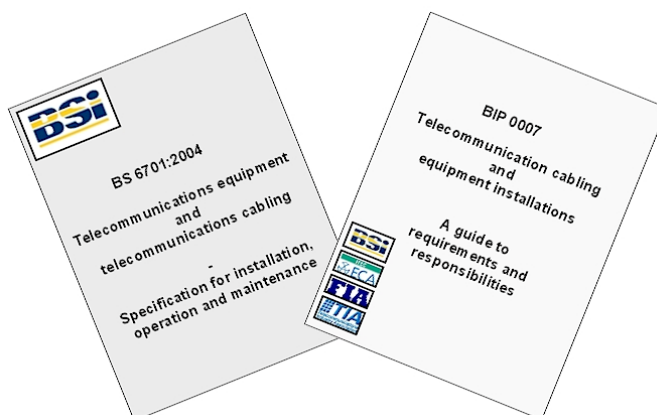 BSi
BS 6701:2004
Telecommunications equipment
and
telecommunications cabling
-
Specification for installation,
operation and maintenance
BIP 0007
Telecommunication cabling
and
equipment installations
A guide to
requirements and
responsibilities
BSi
ECA
FIA
TIA